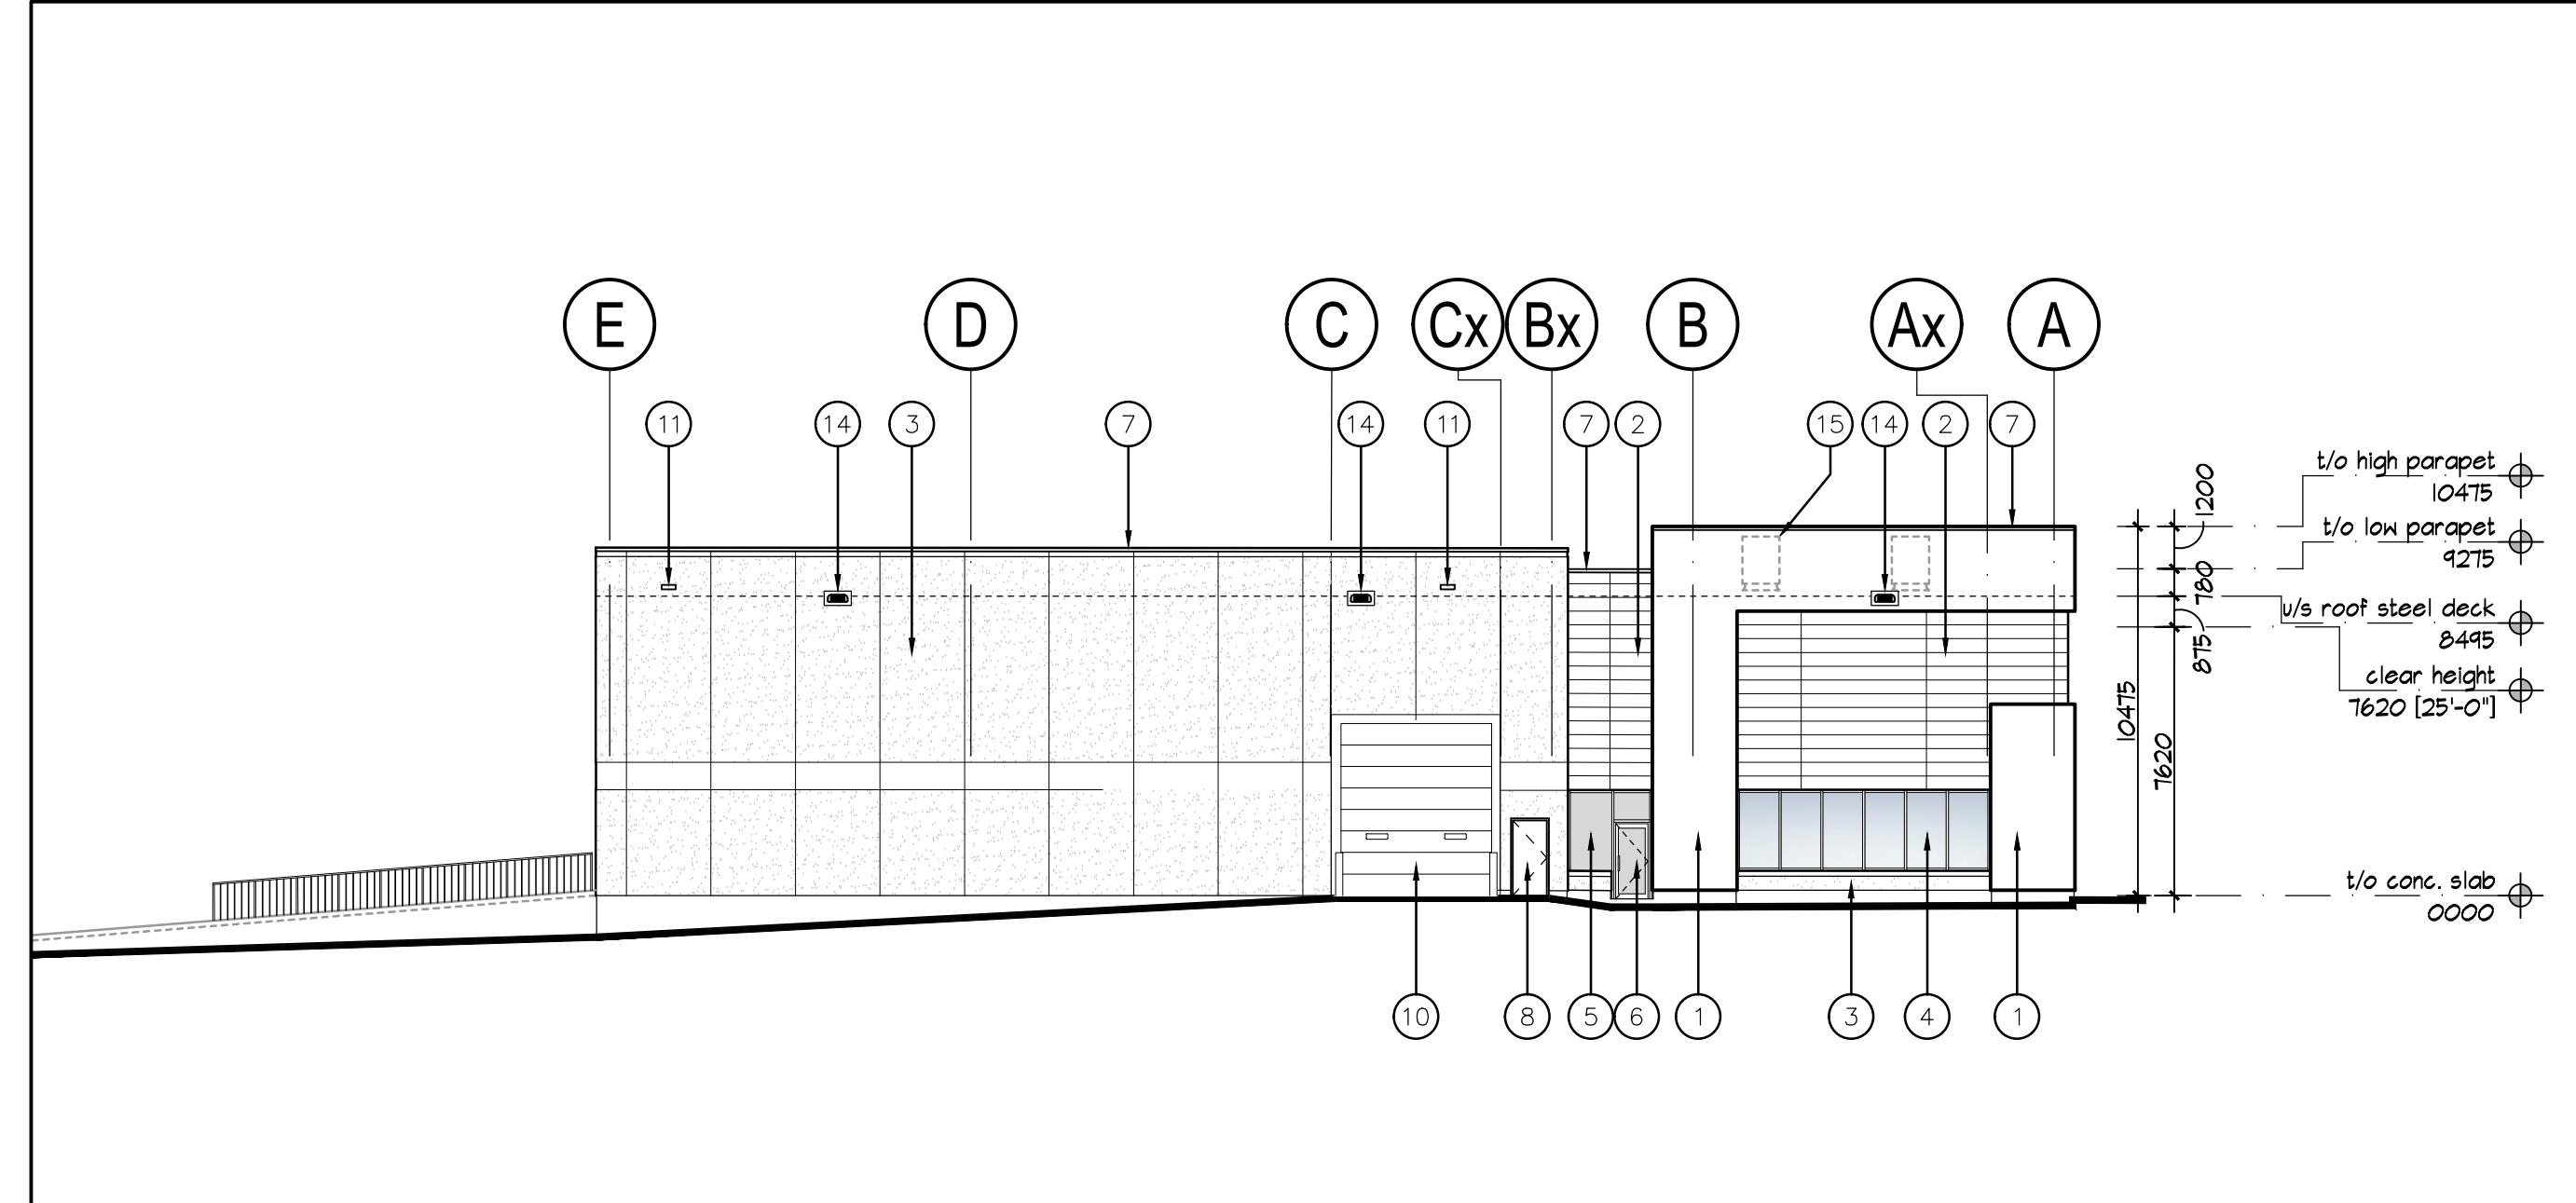 E D C Cx Bx B Ax A
11 14 3 7 14 11 7 2 15 14 2 7
t/o high parapet
10475
t/o low parapet
9275
u/s roof steel deck
8495
clear height
7620 [25'-0"]
t/o conc. slab
0000
1200
780
875
10475
7620
10 8 5 6 1 3 4 1